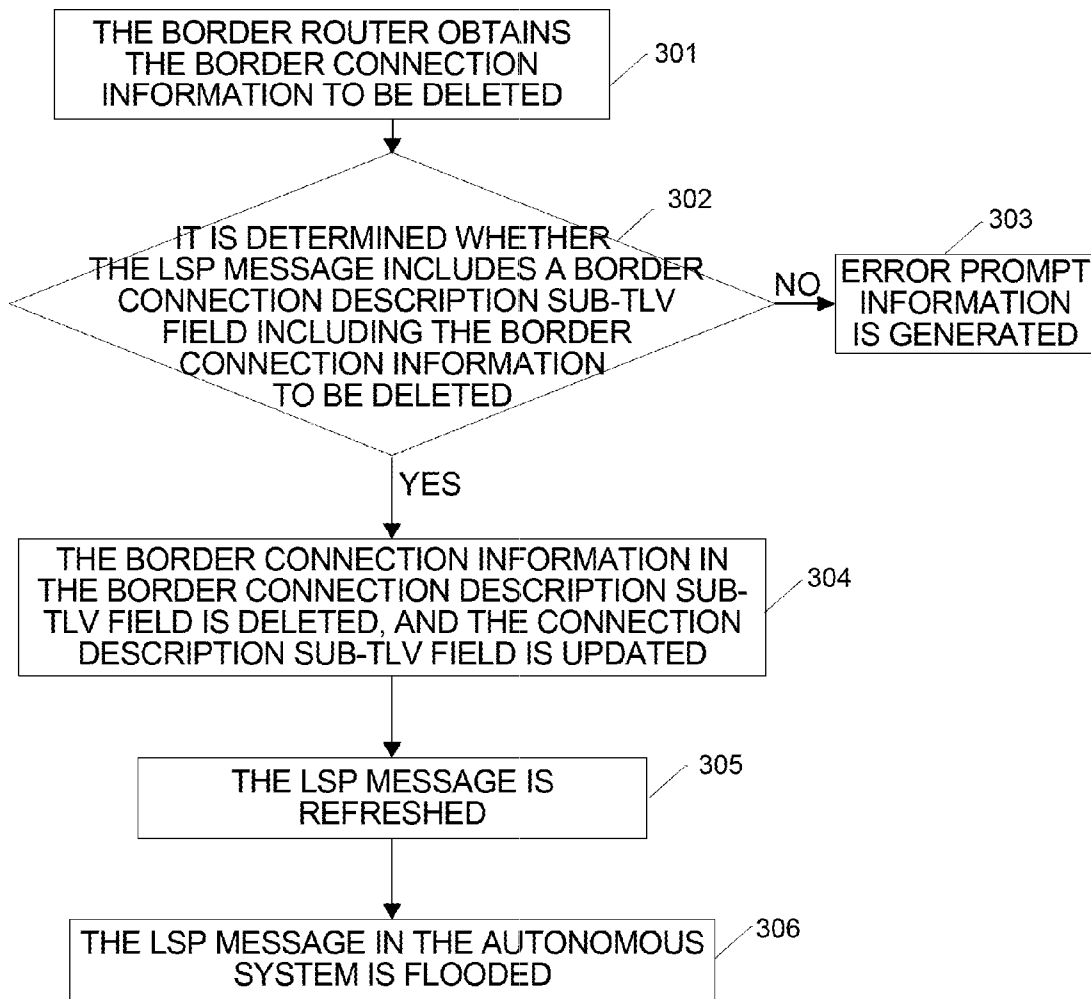 THE BORDER ROUTER OBTAINS
THE BORDER CONNECTION
INFORMATION TO BE DELETED
301
302
IT IS DETERMINED WHETHER
THE LSP MESSAGE INCLUDES A BORDER
CONNECTION DESCRIPTION SUB-TLV
FIELD INCLUDING THE BORDER
CONNECTION INFORMATION
TO BE DELETED
NO
303
ERROR PROMPT
INFORMATION
IS GENERATED
YES
THE BORDER CONNECTION INFORMATION IN
THE BORDER CONNECTION DESCRIPTION SUB-
TLV FIELD IS DELETED, AND THE CONNECTION
DESCRIPTION SUB-TLV FIELD IS UPDATED
304
THE LSP MESSAGE IS
REFRESHED
305
THE LSP MESSAGE IN THE AUTONOMOUS
SYSTEM IS FLOODED
306